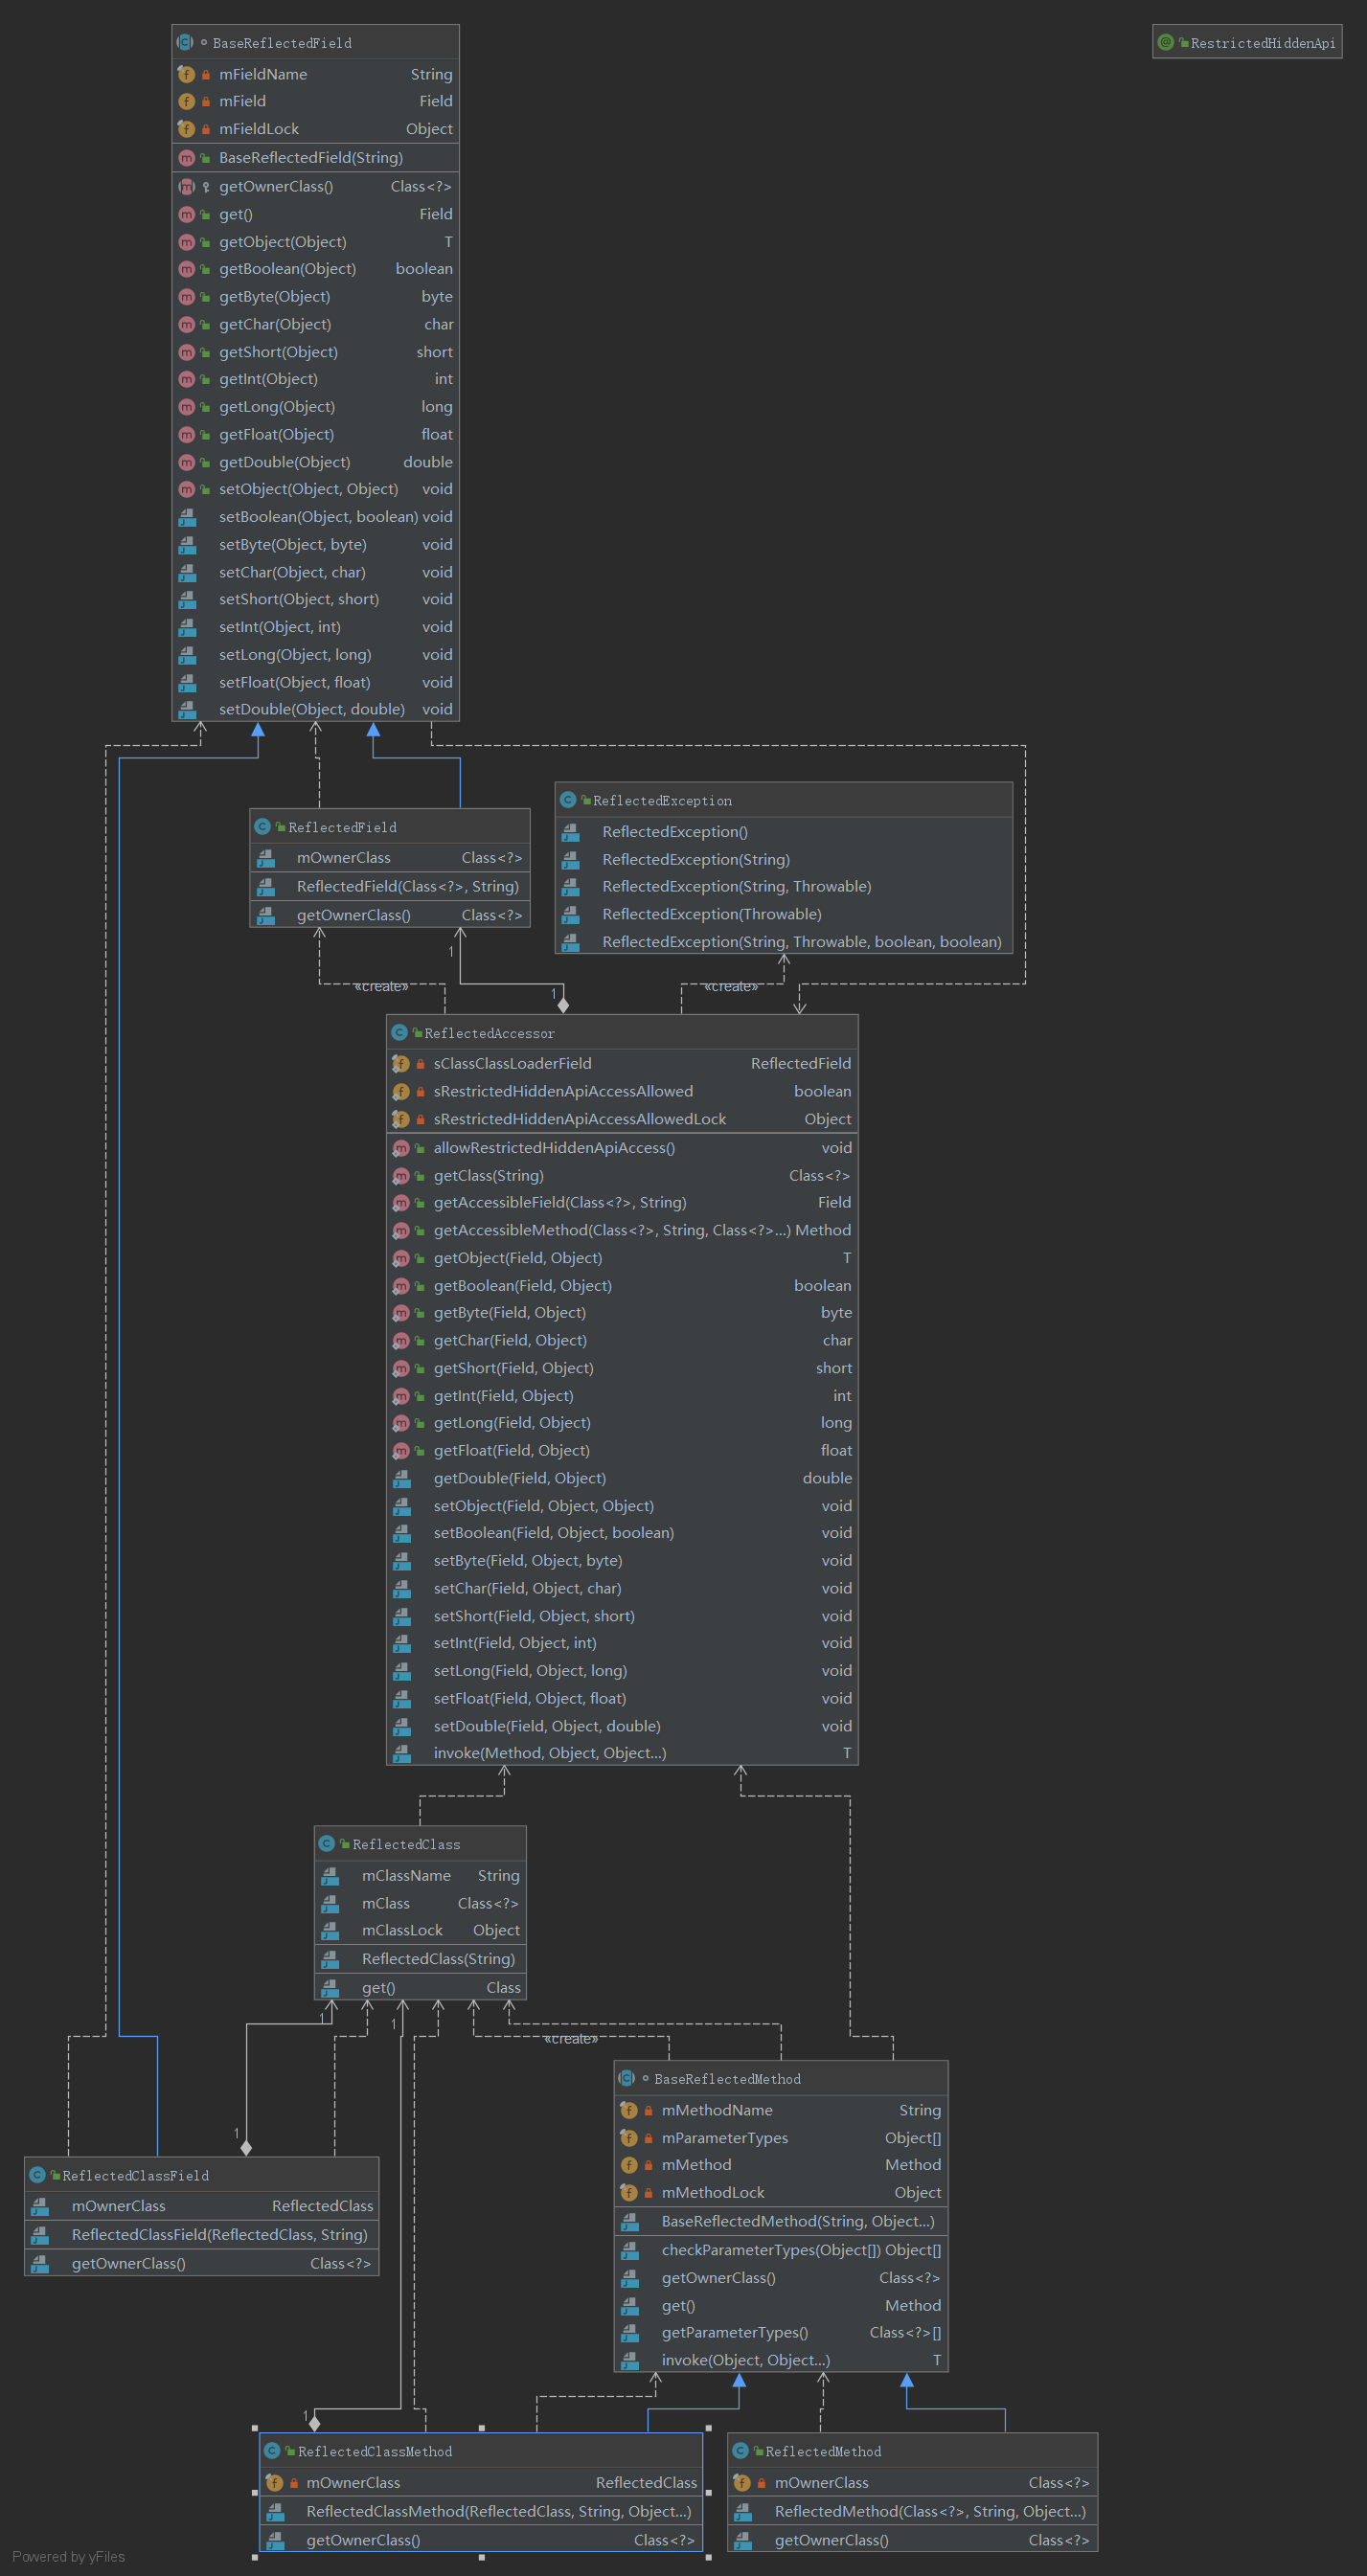 BaseReflectedField
mFieldName String
mField Field
mFieldLock Object
BaseReflectedField(String)
getOwnerClass() Class<?>
get() Field
getObject(Object) T
getBoolean(Object) boolean
getByte(Object) byte
getChar(Object) char
getShort(Object) short
getInt(Object) int
getLong(Object) long
getFloat(Object) float
getDouble(Object) double
setObject(Object, Object) void
setBoolean(Object, boolean) void
setByte(Object, byte) void
setChar(Object, char) void
setShort(Object, short) void
setInt(Object, int) void
setLong(Object, long) void
setFloat(Object, float) void
setDouble(Object, double) void
RestrictedHiddenApi
ReflectedField
mOwnerClass Class<?>
ReflectedField(Class<?>, String)
getOwnerClass() Class<?>
ReflectedException
ReflectedException()
ReflectedException(String)
ReflectedException(String, Throwable)
ReflectedException(Throwable)
ReflectedException(String, Throwable, boolean, boolean)
1
«create»
1
«create»
ReflectedAccessor
sClassClassLoaderField ReflectedField
sRestrictedHiddenApiAccessAllowed boolean
sRestrictedHiddenApiAccessAllowedLock Object
allowRestrictedHiddenApiAccess() void
getClass(String) Class<?>
getAccessibleField(Class<?>, String) Field
getAccessibleMethod(Class<?>, String, Class<?>...) Method
getObject(Field, Object) T
getBoolean(Field, Object) boolean
getByte(Field, Object) byte
getChar(Field, Object) char
getShort(Field, Object) short
getInt(Field, Object) int
getLong(Field, Object) long
getFloat(Field, Object) float
getDouble(Field, Object) double
setObject(Field, Object, Object) void
setBoolean(Field, Object, boolean) void
setByte(Field, Object, byte) void
setChar(Field, Object, char) void
setShort(Field, Object, short) void
setInt(Field, Object, int) void
setLong(Field, Object, long) void
setFloat(Field, Object, float) void
setDouble(Field, Object, double) void
invoke(Method, Object, Object...) T
ReflectedClass
mClassName String
mClass Class<?>
mClassLock Object
ReflectedClass(String)
get() Class
1
1
«create»
BaseReflectedMethod
mMethodName String
mParameterTypes Object[]
mMethod Method
mMethodLock Object
BaseReflectedMethod(String, Object...)
checkParameterTypes(Object[]) Object[]
getOwnerClass() Class<?>
get() Method
getParameterTypes() Class<?>[]
invoke(Object, Object...) T
1
ReflectedClassField
mOwnerClass ReflectedClass
ReflectedClassField(ReflectedClass, String)
getOwnerClass() Class<?>
1
ReflectedClassMethod
mOwnerClass ReflectedClass
ReflectedClassMethod(ReflectedClass, String, Object...)
getOwnerClass() Class<?>
ReflectedMethod
mOwnerClass Class<?>
ReflectedMethod(Class<?>, String, Object...)
getOwnerClass() Class<?>
Powered by yFiles